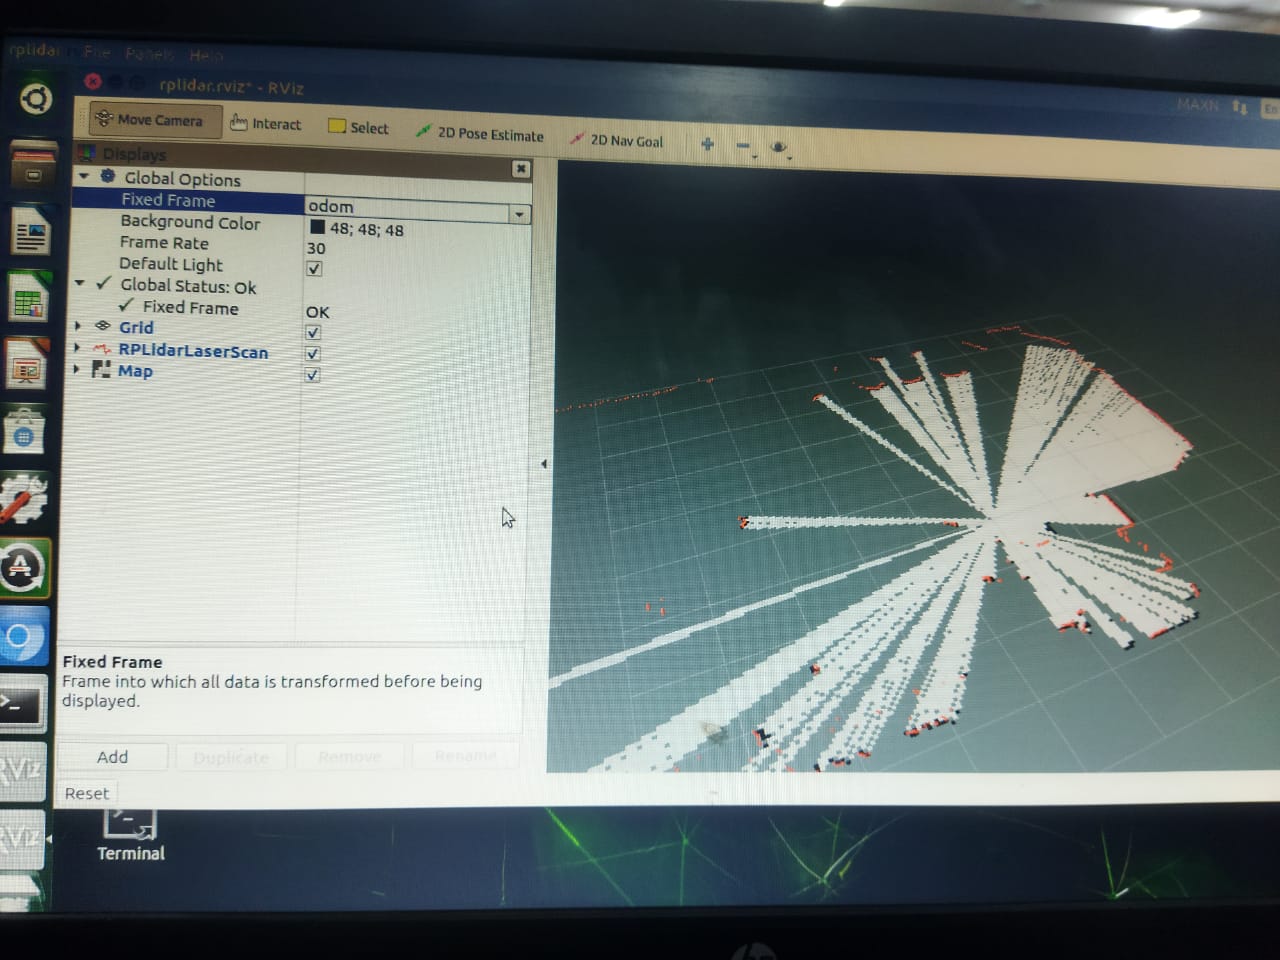 rplidar File Panels Help
MAXN En
rplidar.rviz* - RViz
Move Camera Interact Select 2D Pose Estimate 2D Nav Goal
Displays
Global Options
Fixed Frame odom
Background Color 48; 48; 48
Frame Rate 30
Default Light
Global Status: Ok
Fixed Frame OK
Grid
RPLidarLaserScan
Map
Fixed Frame
Frame into which all data is transformed before being
displayed.
Add Duplicate Remove Rename
Reset
RViz
RViz
Terminal
hp